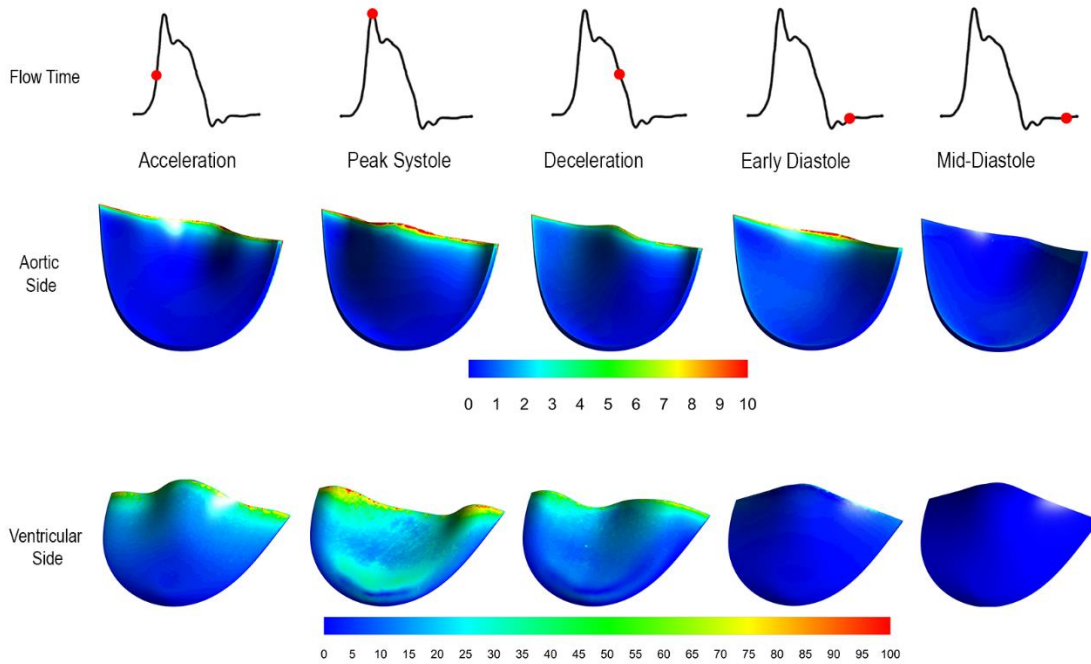 Flow Time
Acceleration
Peak Systole
Deceleration
Early Diastole
Mid-Diastole
Aortic
Side
0 1 2 3 4 5 6 7 8 9 10
Ventricular
Side
0 5 10 15 20 25 30 35 40 45 50 55 60 65 70 75 80 85 90 95 100